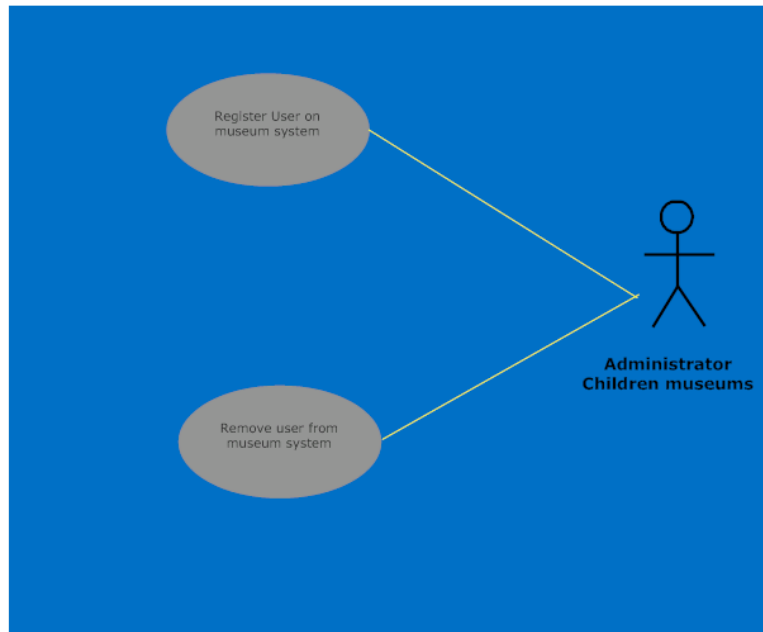 Register User on
museum system
Administrator
Children museums
Remove user from
museum system